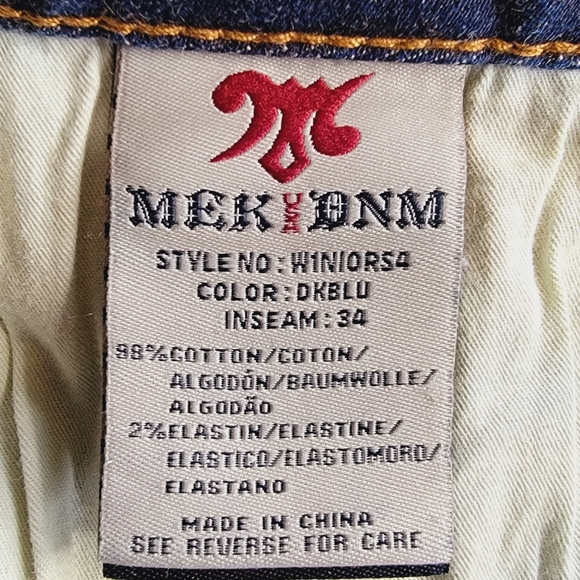 M
MEK USA DNM
STYLE NO: W1NIORS4
COLOR: DKBLU
INSEAM: 34
98%COTTON/COTON/
ALGODÓN/BAUMWOLLE/
ALGODÃO
2%ELASTIN/ELASTINE/
ELASTICO/ELASTOMORO/
ELASTANO
MADE IN CHINA
SEE REVERSE FOR CARE